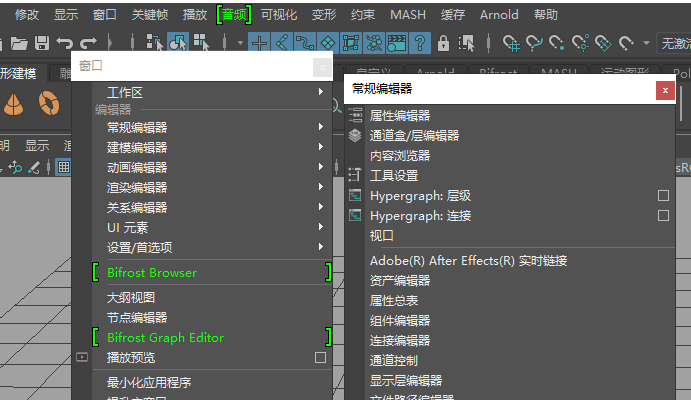 修改 显示 窗口 关键帧 播放 音频 可视化 变形 约束 MASH 缓存 Arnold 帮助
无激
形建模
窗口
Arnold Bifrost MASH 运动图形
工作区
编辑器
常规编辑器
建模编辑器
动画编辑器
渲染编辑器
关系编辑器
UI 元素
设置/首选项
Bifrost Browser
大纲视图
节点编辑器
Bifrost Graph Editor
播放预览
最小化应用程序
常规编辑器
属性编辑器
通道盒/层编辑器
内容浏览器
工具设置
Hypergraph: 层级
Hypergraph: 连接
视口
Adobe(R) After Effects(R) 实时链接
资产编辑器
属性总表
组件编辑器
连接编辑器
通道控制
显示层编辑器
文件路径编辑器
显示